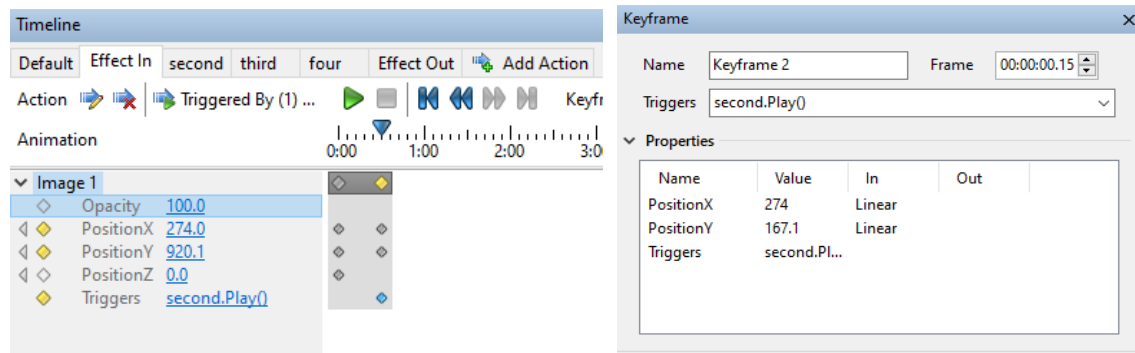 Timeline
Default Effect In second third four Effect Out Add Action
Action Triggered By (1) ... Keyfr
Animation
0:00 1:00 2:00 3:0
Image 1
Opacity 100.0
PositionX 274.0
PositionY 920.1
PositionZ 0.0
Triggers second.Play()
Keyframe
Name Keyframe 2 Frame 00:00:00.15
Triggers second.Play()
Properties
Name Value In Out
PositionX 274 Linear
PositionY 167.1 Linear
Triggers second.Pl...